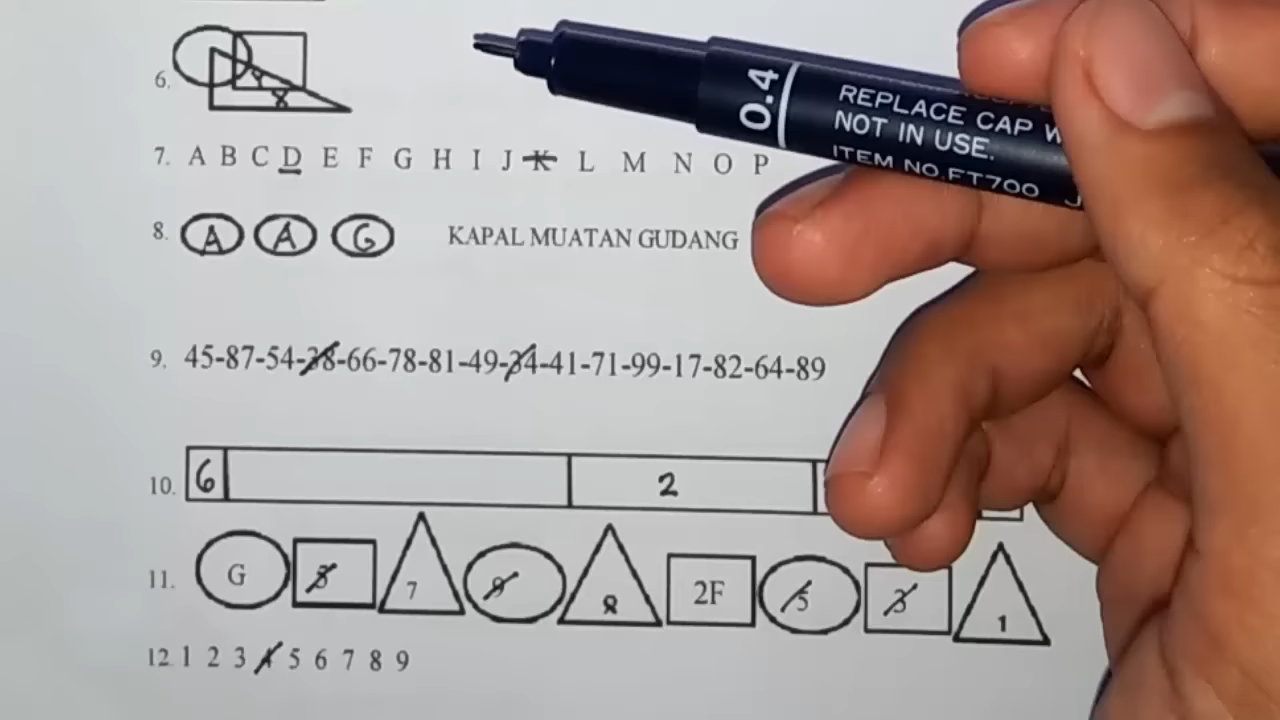 0.4
REPLACE CAP W
NOT IN USE.
ITEM NO.FT700 J
6. Y
X
7. A B C D E F G H I J K L M N O P
8. A A G KAPAL MUATAN GUDANG
9. 45-87-54-38-66-78-81-49-34-41-71-99-17-82-64-89
10. 6 2
11. G 7 9 8 2F 5 3 1
12. 1 2 3 4 5 6 7 8 9